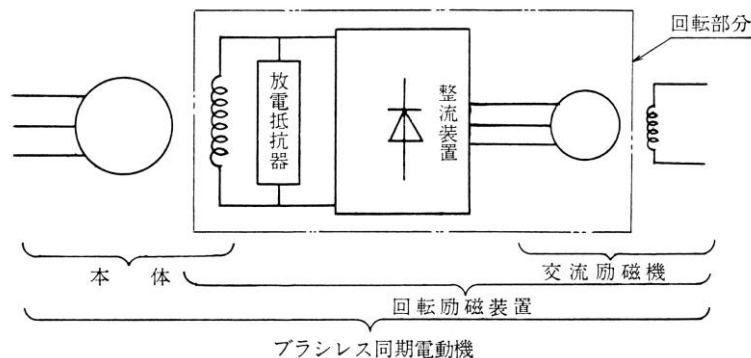 回転部分
放電抵抗器
整流装置
本体
交流励磁機
回転励磁装置
ブラシレス同期電動機